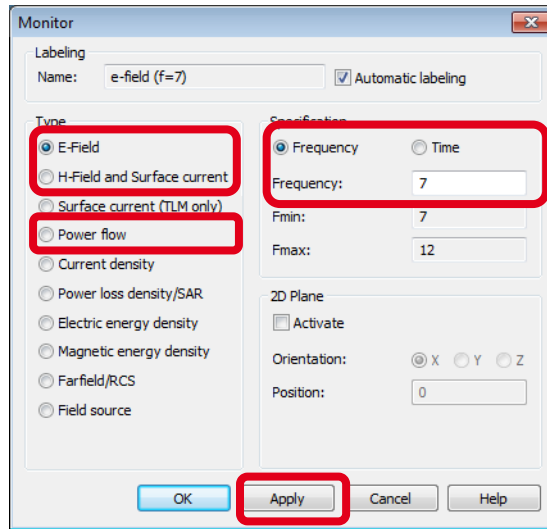 Monitor
Labeling
Name: e-field (f=7) Automatic labeling
Type
E-Field
H-Field and Surface current
Surface current (TLM only)
Power flow
Current density
Power loss density/SAR
Electric energy density
Magnetic energy density
Farfield/RCS
Field source
Specification
Frequency Time
Frequency: 7
Fmin: 7
Fmax: 12
2D Plane
Activate
Orientation: X Y Z
Position: 0
OK Apply Cancel Help